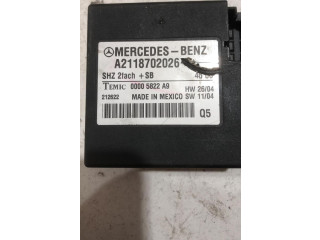 MERCEDES-BENZ
A2118702026
SHZ 2fach +SB
TEMIC 0000 5822 A9
HW 26/04
212622 MADE IN MEXICO SW 11/04
Q5